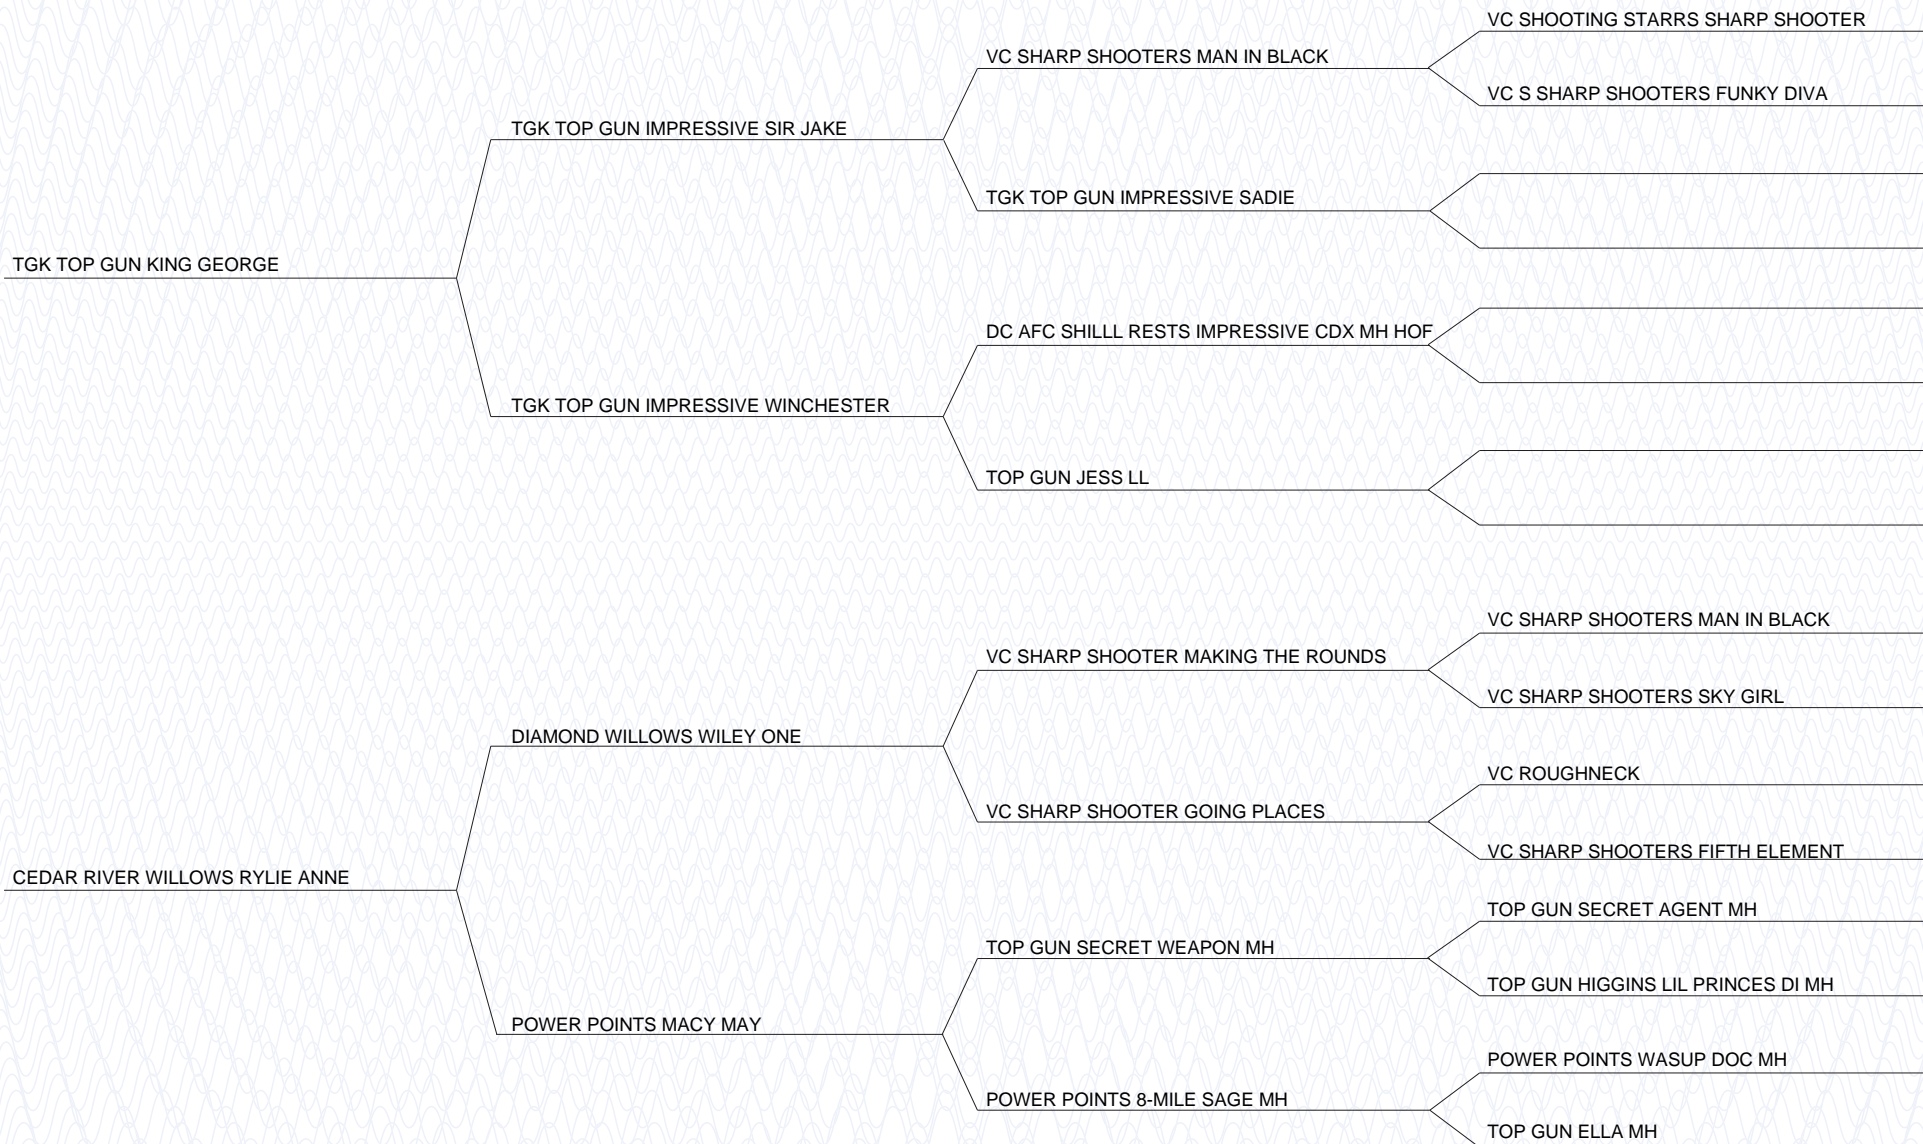 VC SHOOTING STARRS SHARP SHOOTER
VC SHARP SHOOTERS MAN IN BLACK
VC S SHARP SHOOTERS FUNKY DIVA
TGK TOP GUN IMPRESSIVE SIR JAKE
TGK TOP GUN IMPRESSIVE SADIE
TGK TOP GUN KING GEORGE
DC AFC SHILLL RESTS IMPRESSIVE CDX MH HOF
TGK TOP GUN IMPRESSIVE WINCHESTER
TOP GUN JESS LL
VC SHARP SHOOTERS MAN IN BLACK
VC SHARP SHOOTER MAKING THE ROUNDS
VC SHARP SHOOTERS SKY GIRL
DIAMOND WILLOWS WILEY ONE
VC ROUGHNECK
VC SHARP SHOOTER GOING PLACES
VC SHARP SHOOTERS FIFTH ELEMENT
CEDAR RIVER WILLOWS RYLIE ANNE
TOP GUN SECRET AGENT MH
TOP GUN SECRET WEAPON MH
TOP GUN HIGGINS LIL PRINCES DI MH
POWER POINTS MACY MAY
POWER POINTS WASUP DOC MH
POWER POINTS 8-MILE SAGE MH
TOP GUN ELLA MH